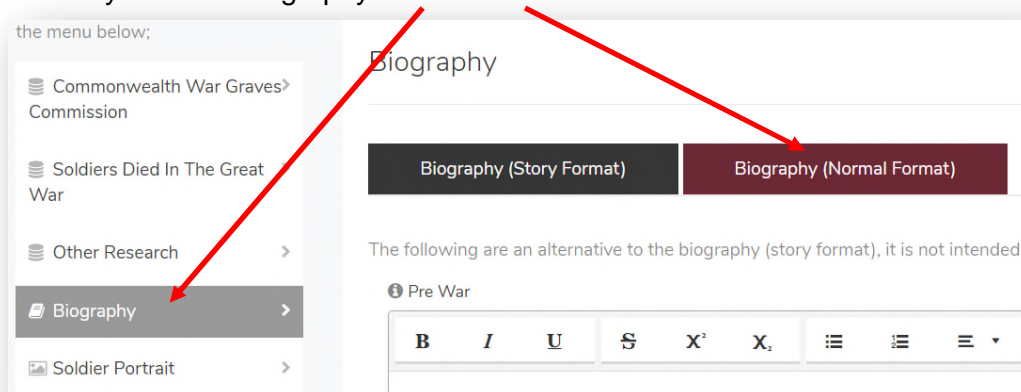 the menu below;
Commonwealth War Graves
Commission
Soldiers Died In The Great
War
Other Research
Biography
Soldier Portrait
Biography
Biography (Story Format)
Biography (Normal Format)
The following are an alternative to the biography (story format), it is not intended
Pre War
B I U S X² X₂